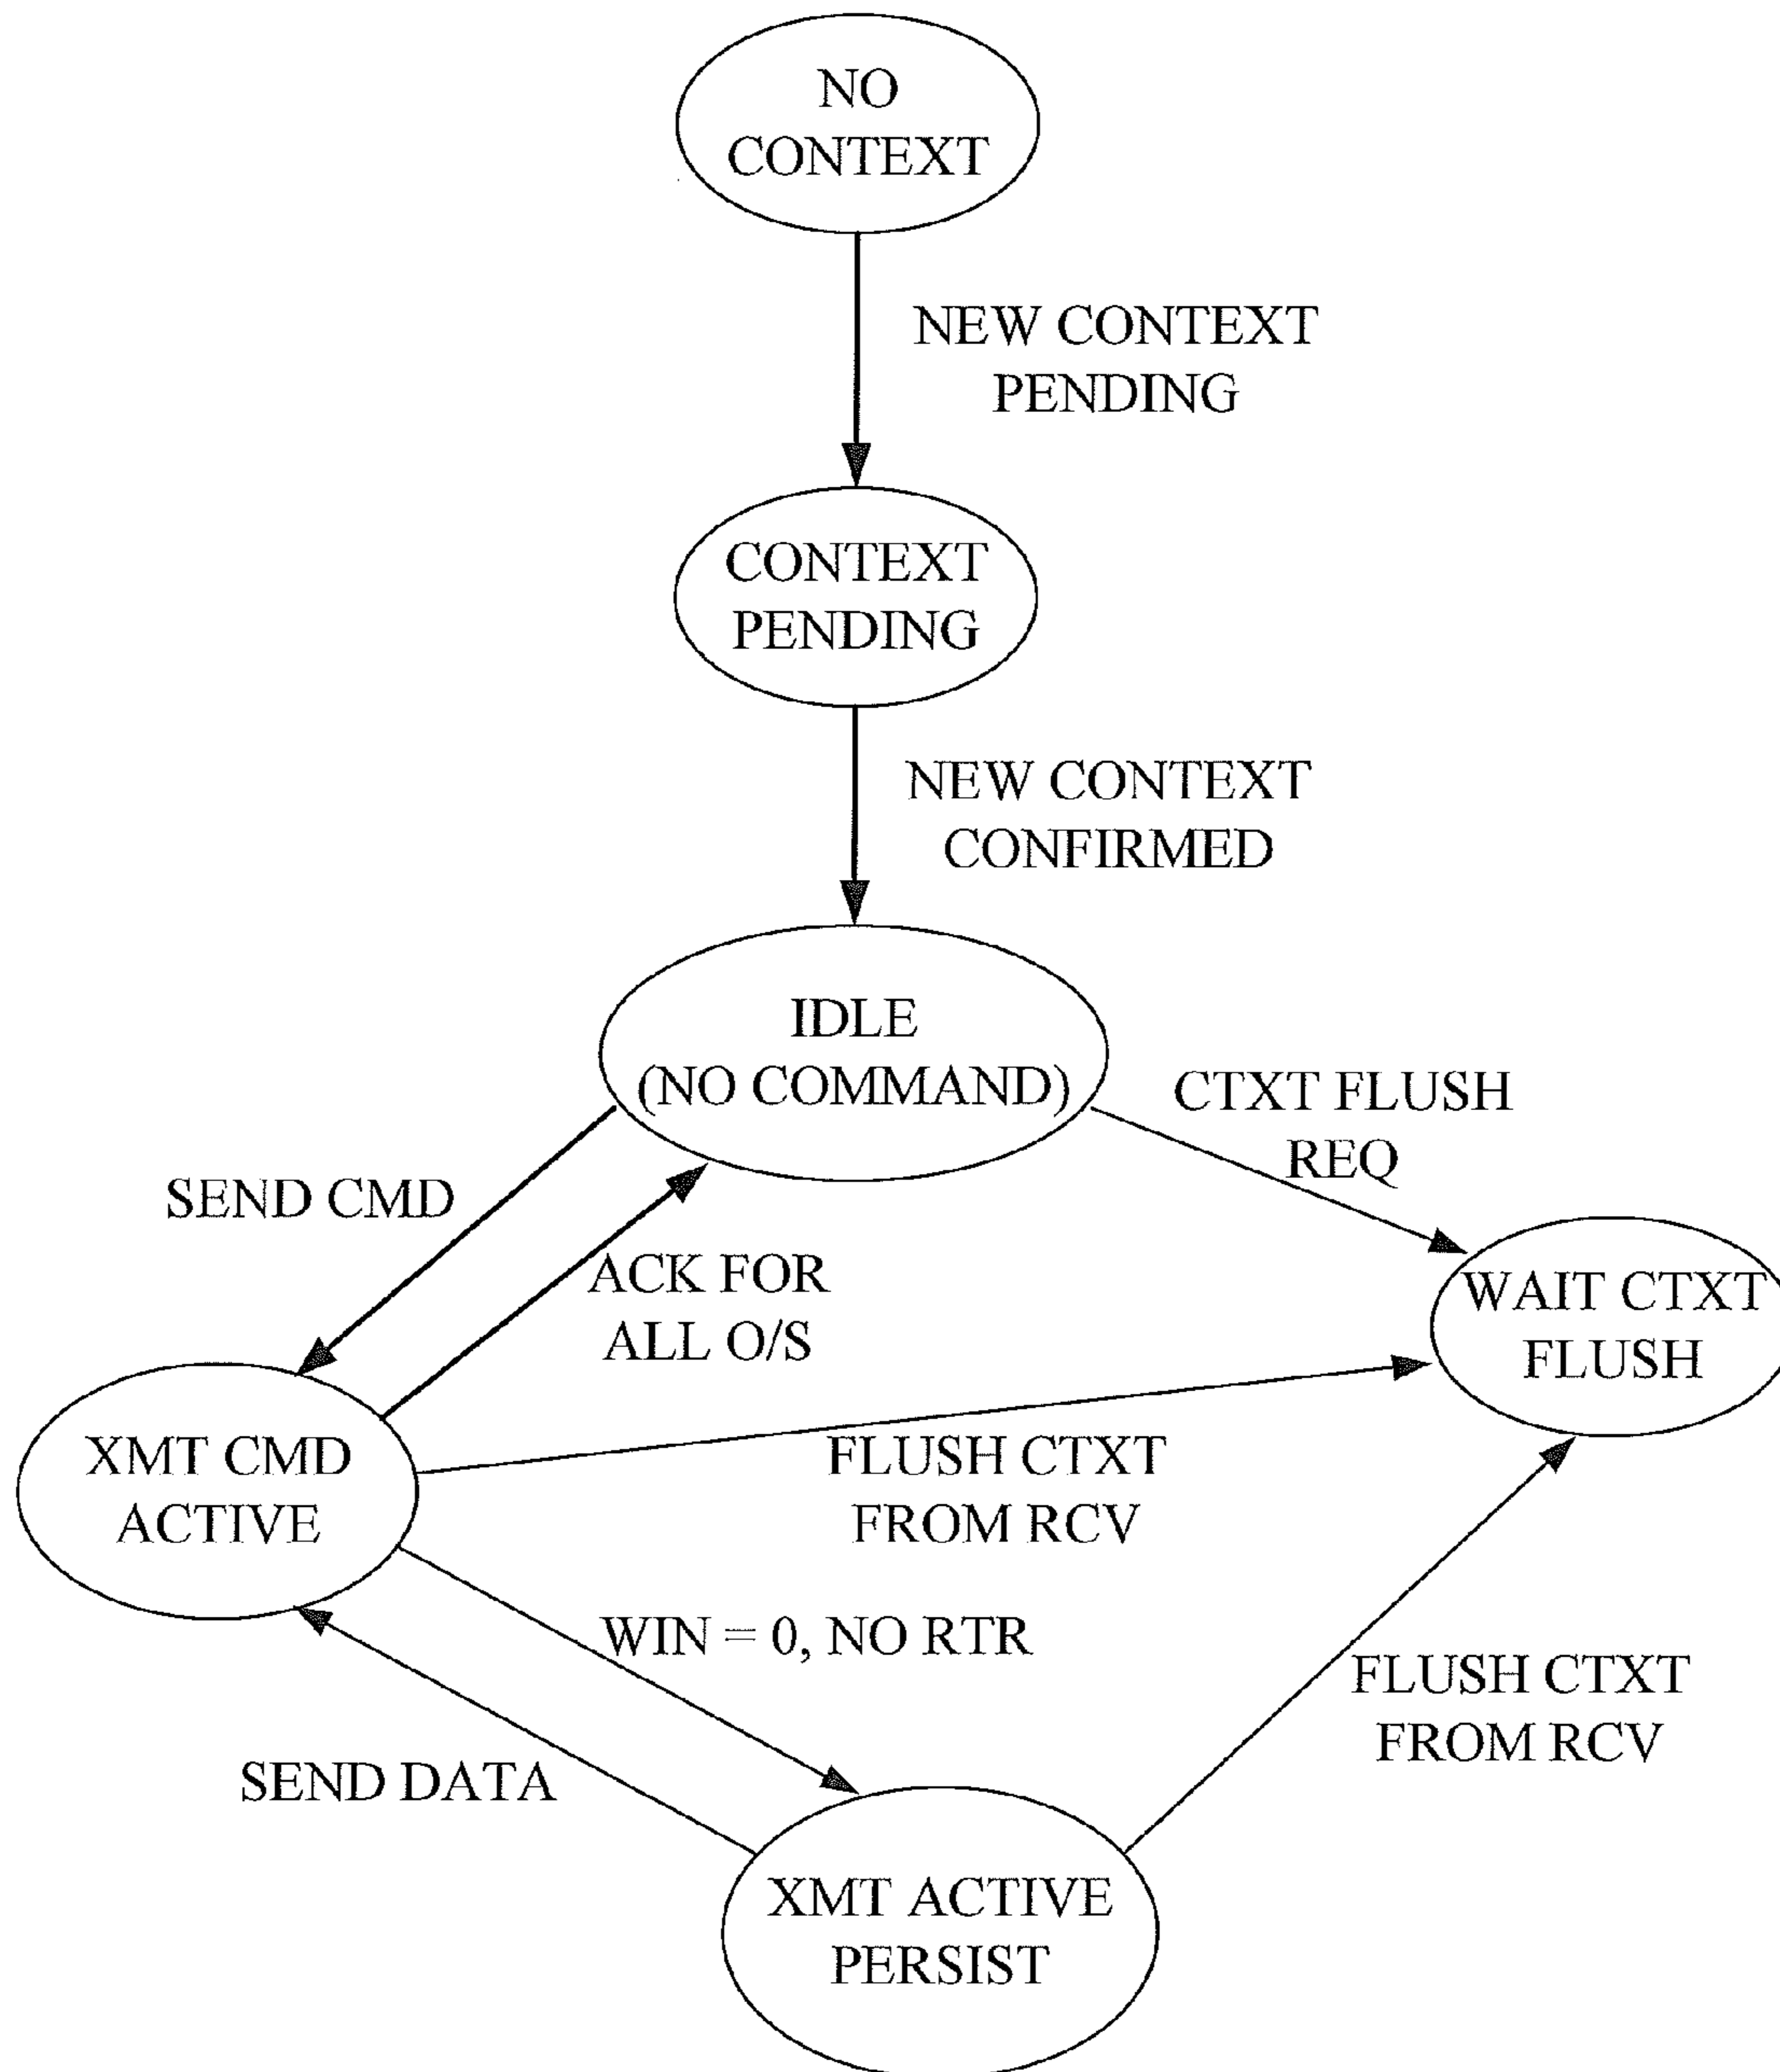 NO
CONTEXT
NEW CONTEXT
PENDING
CONTEXT
PENDING
NEW CONTEXT
CONFIRMED
IDLE
(NO COMMAND)
CTXT FLUSH
REQ
SEND CMD
ACK FOR
ALL O/S
WAIT CTXT
FLUSH
XMT CMD
ACTIVE
FLUSH CTXT
FROM RCV
WIN = 0, NO RTR
FLUSH CTXT
FROM RCV
SEND DATA
XMT ACTIVE
PERSIST